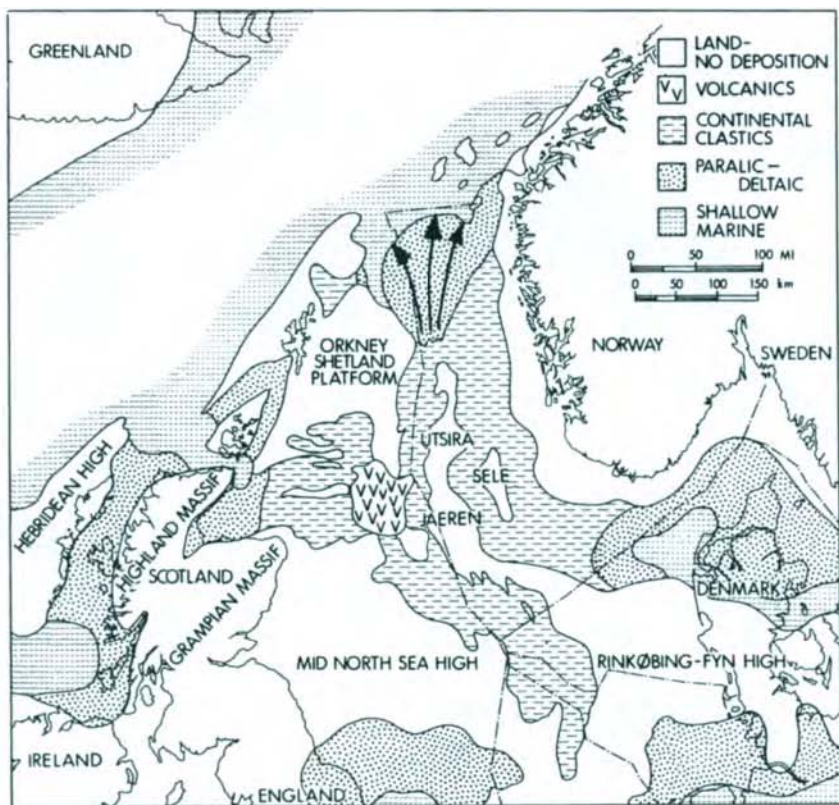 GREENLAND
LAND-
NO DEPOSITION
V V VOLCANICS
CONTINENTAL
CLASTICS
PARALIC-
DELTAIC
SHALLOW
MARINE
0 50 100 MI
0 50 100 150 km
NORWAY
SWEDEN
ORKNEY
SHETLAND
PLATFORM
UTSIRA
SELE
JAEREN
HEBRIDEAN HIGH
HIGHLAND MASSIF
SCOTLAND
GRAMPIAN MASSIF
DENMARK
MID NORTH SEA HIGH
RINKØBING-FYN HIGH
IRELAND
ENGLAND